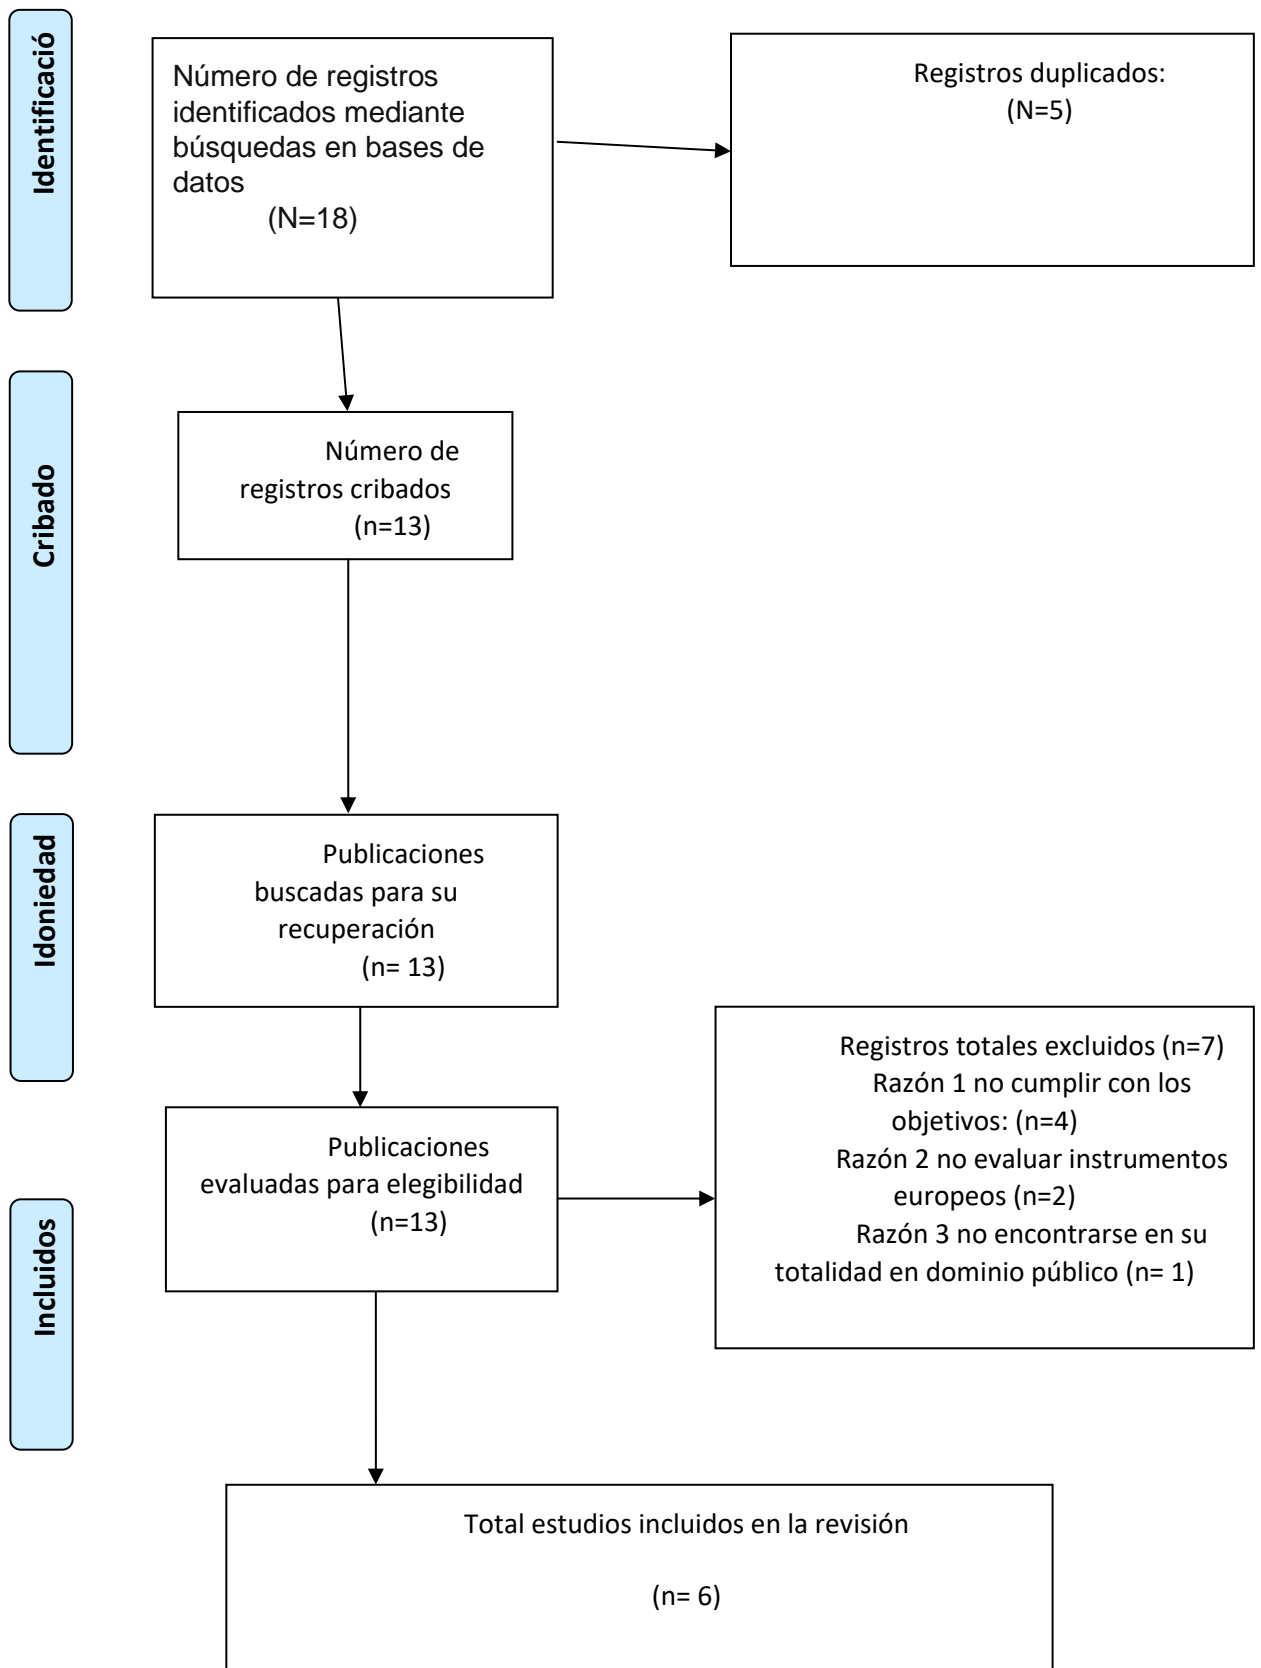 Identificació
Número de registros
identificados mediante
búsquedas en bases de
datos
(N=18)
Registros duplicados:
(N=5)
Cribado
Número de
registros cribados
(n=13)
Idoniedad
Publicaciones
buscadas para su
recuperación
(n= 13)
Publicaciones
evaluadas para elegibilidad
(n=13)
Registros totales excluidos (n=7)
Razón 1 no cumplir con los
objetivos: (n=4)
Razón 2 no evaluar instrumentos
europeos (n=2)
Razón 3 no encontrarse en su
totalidad en dominio público (n= 1)
Incluidos
Total estudios incluidos en la revisión
(n= 6)